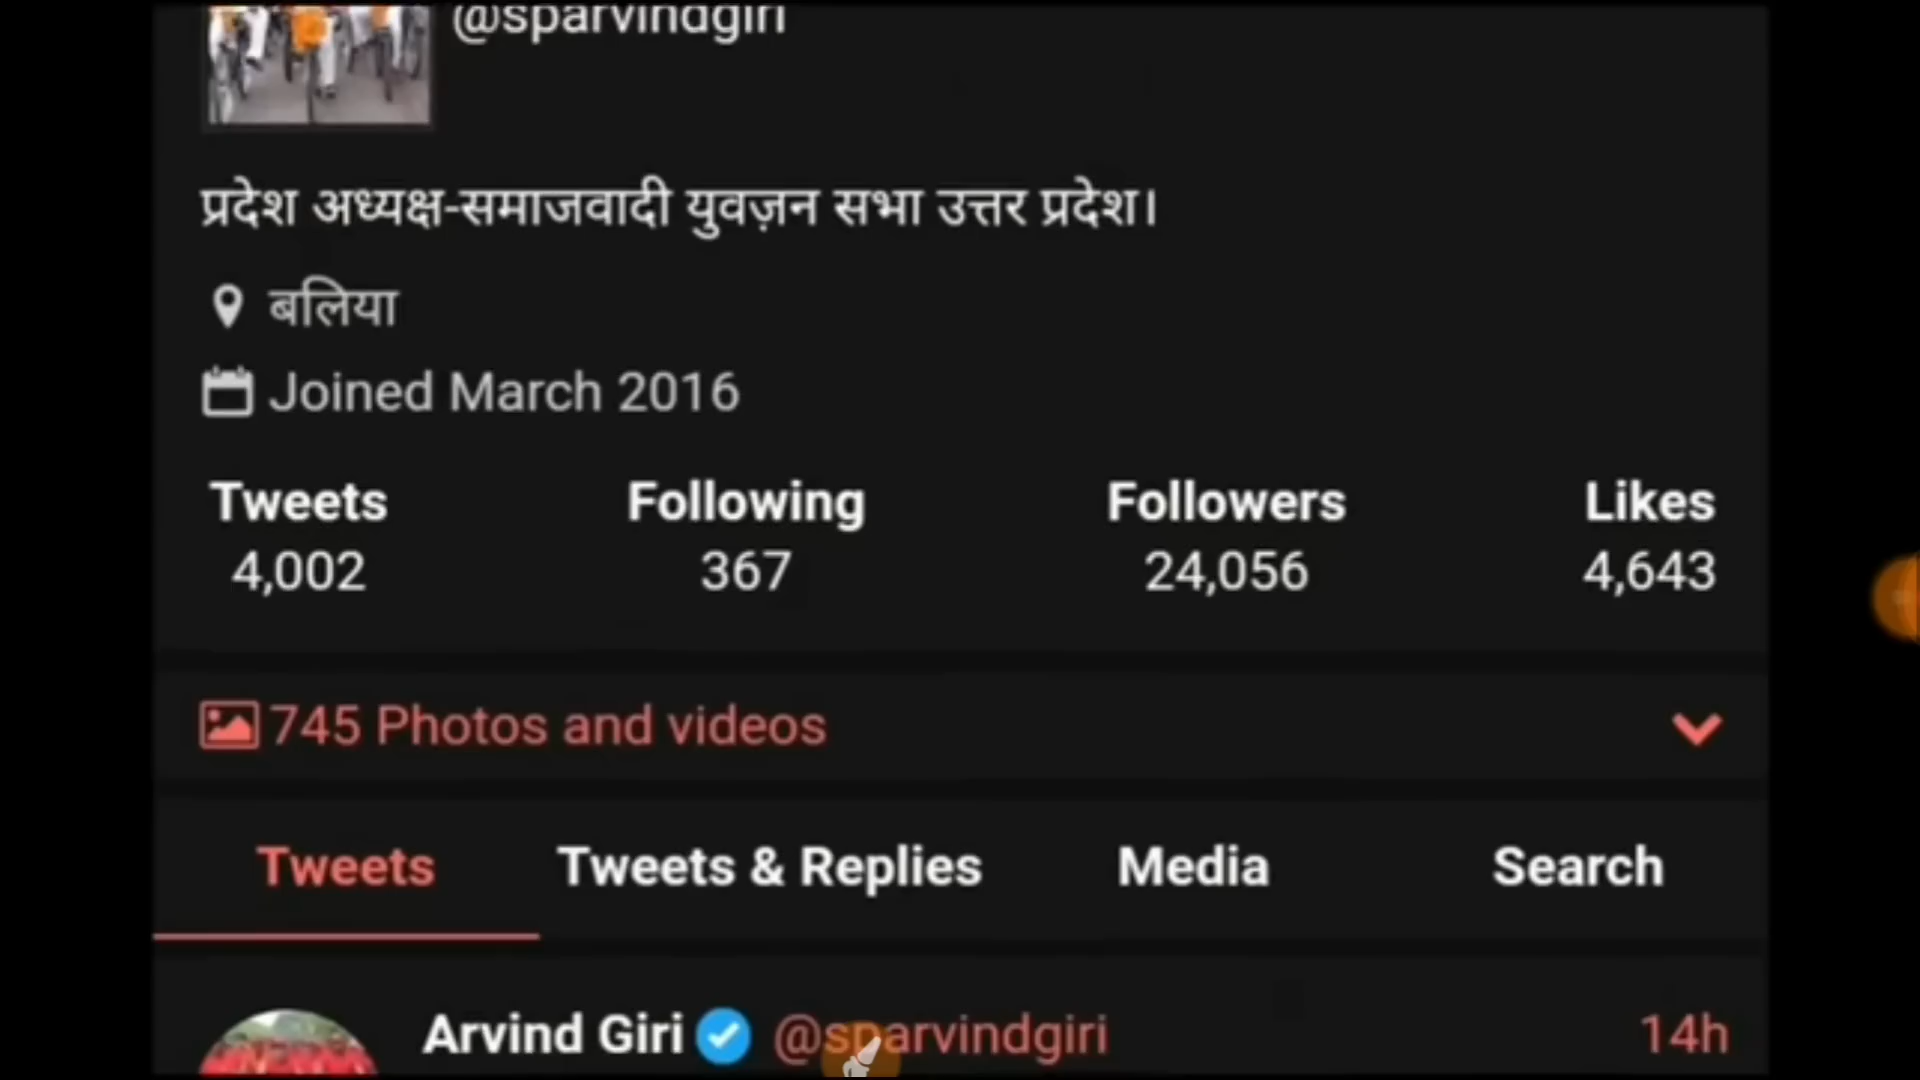 @sparvindgiri
प्रदेश अध्यक्ष-समाजवादी युवज़न सभा उत्तर प्रदेश।
बलिया
Joined March 2016
Tweets Following Followers Likes
4,002 367 24,056 4,643
745 Photos and videos
Tweets Tweets & Replies Media Search
Arvind Giri @sparvindgiri 14h